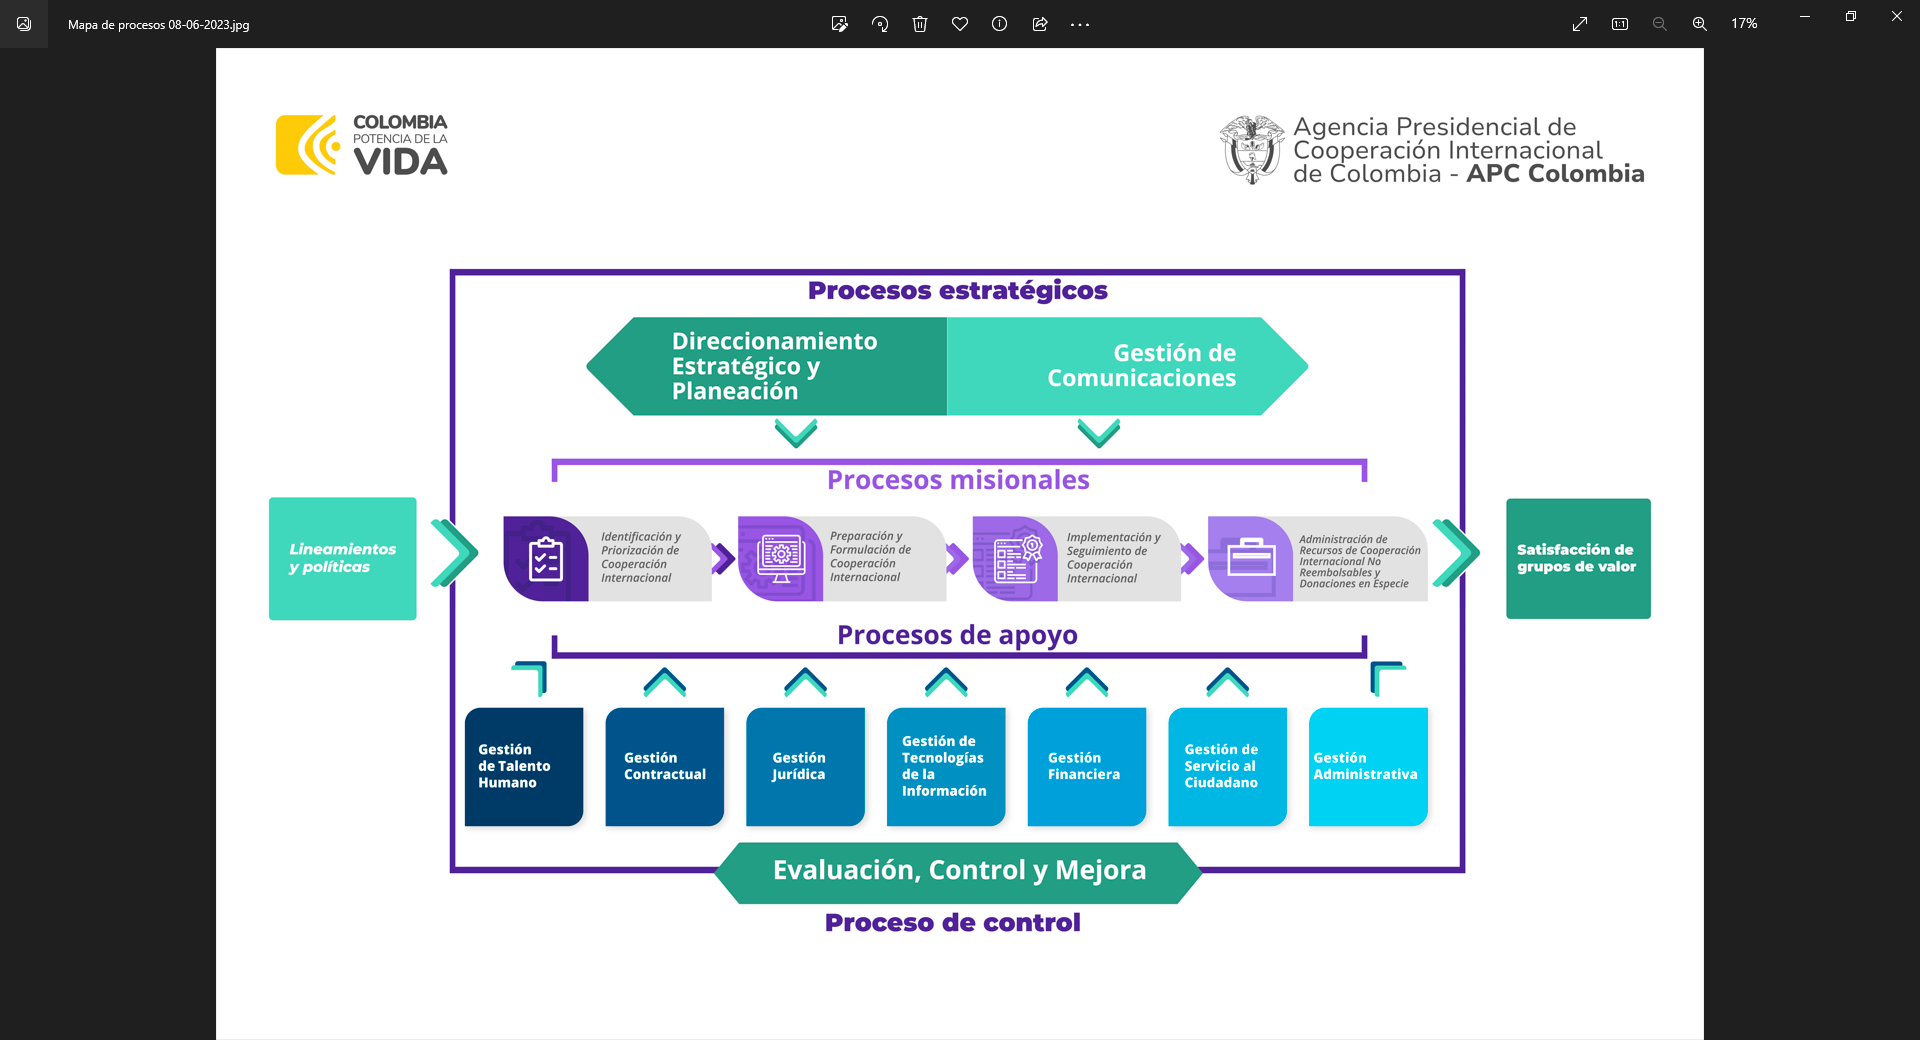 Mapa de procesos 08-06-2023.jpg
17%
COLOMBIA
POTENCIA DE LA
VIDA
Agencia Presidencial de
Cooperación Internacional
de Colombia - APC Colombia
Procesos estratégicos
Direccionamiento
Estratégico y
Planeación
Gestión de
Comunicaciones
Procesos misionales
Lineamientos
y políticas
Identificación y
Priorización de
Cooperación
Internacional
Preparación y
Formulación de
Cooperación
Internacional
Implementación y
Seguimiento de
Cooperación
Internacional
Administración de
Recursos de Cooperación
Internacional No
Reembolsables y
Donaciones en Especie
Satisfacción de
grupos de valor
Procesos de apoyo
Gestión
de Talento
Humano
Gestión
Contractual
Gestión
Jurídica
Gestión de
Tecnologías
de la
Información
Gestión
Financiera
Gestión de
Servicio al
Ciudadano
Gestión
Administrativa
Evaluación, Control y Mejora
Proceso de control